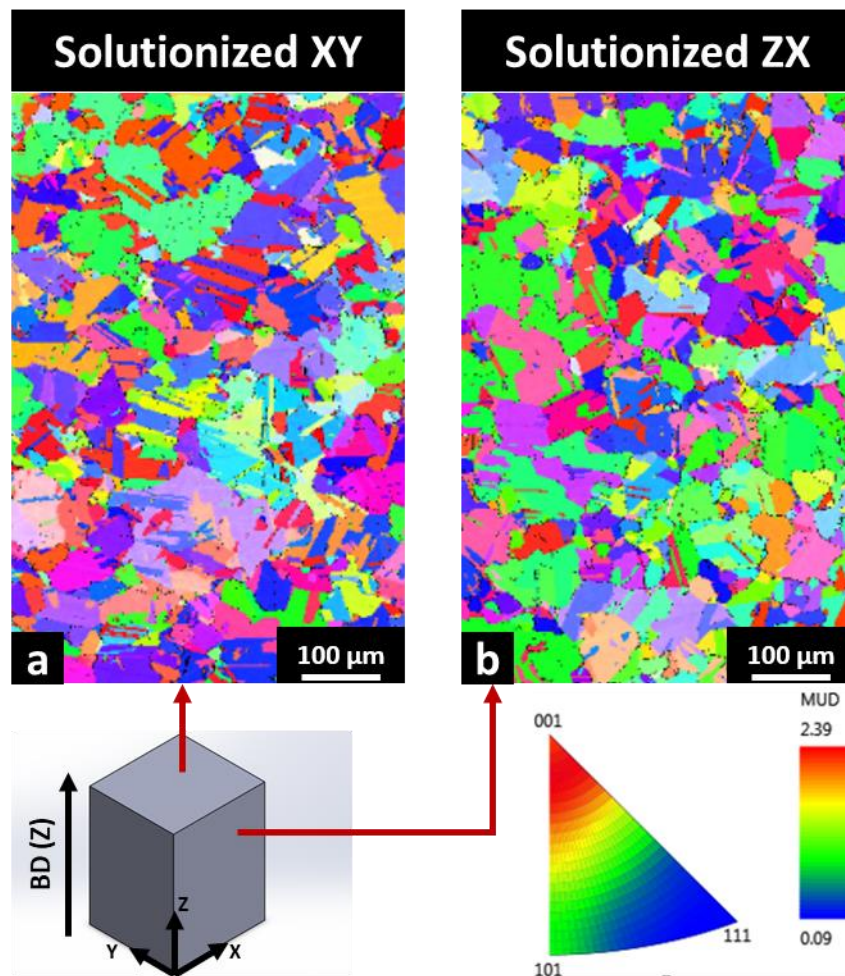 Solutionized XY
Solutionized ZX
a
100 µm
b
100 µm
BD (Z)
Z
Y
X
001
111
101
MUD
2.39
0.09